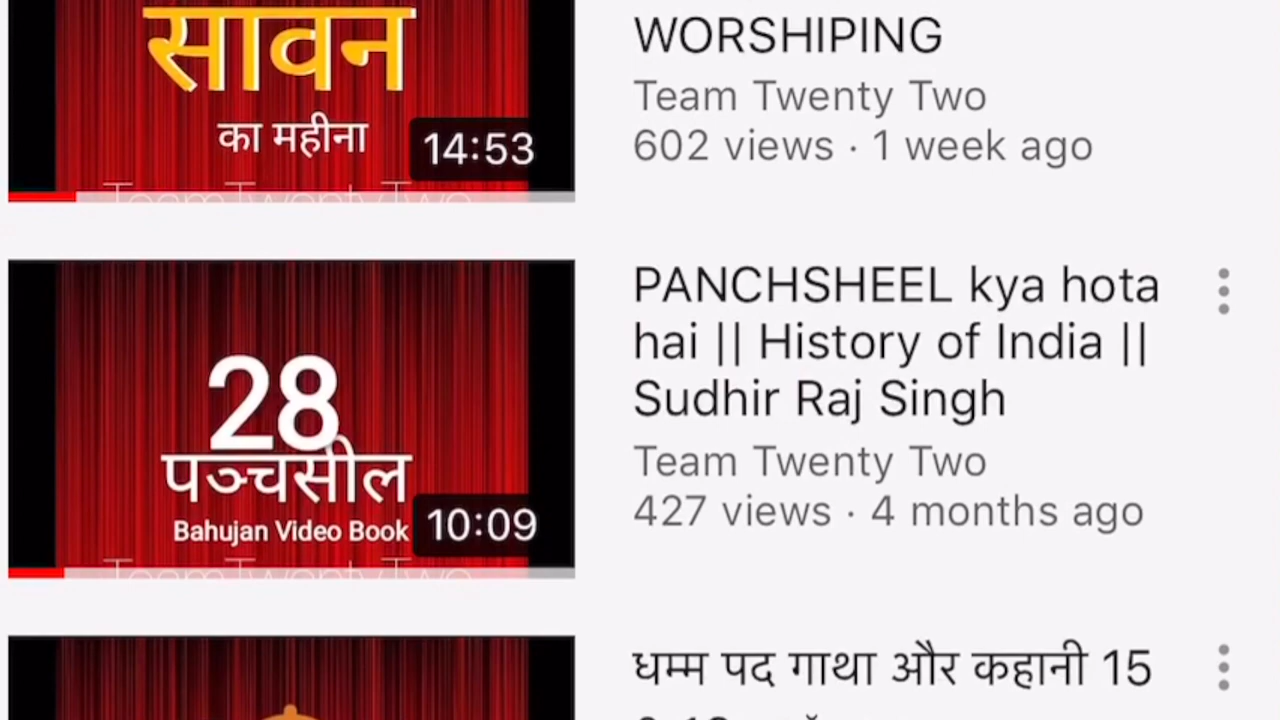 सावन
का महीना
14:53
TeamTwentyTwo
WORSHIPING
Team Twenty Two
602 views · 1 week ago
28
पञ्चसील
Bahujan Video Book
10:09
TeamTwentyTwo
PANCHSHEEL kya hota
hai || History of India ||
Sudhir Raj Singh
Team Twenty Two
427 views · 4 months ago
धम्म पद गाथा और कहानी 15